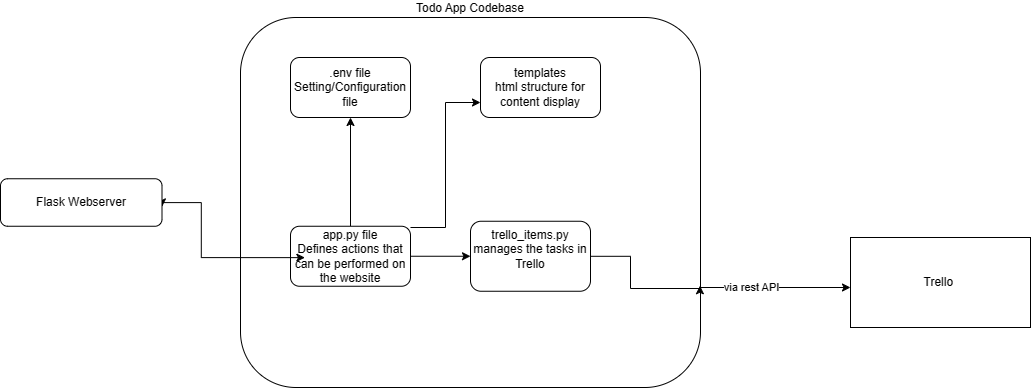 Todo App Codebase
.env file
Setting/Configuration
file
templates
html structure for
content display
Flask Webserver
app.py file
Defines actions that
can be performed on
the website
trello_items.py
manages the tasks in
Trello
via rest API
Trello